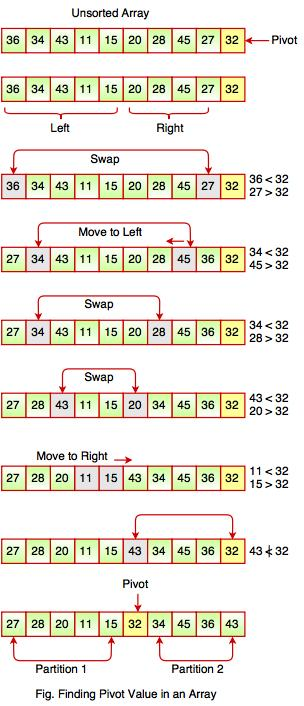 Unsorted Array
36 34 43 11 15 20 28 45 27 32 Pivot
36 34 43 11 15 20 28 45 27 32
Left Right
Swap
36 34 43 11 15 20 28 45 27 32
36 < 32
27 > 32
Move to Left
27 34 43 11 15 20 28 45 36 32
34 < 32
45 > 32
Swap
27 34 43 11 15 20 28 45 36 32
34 < 32
28 > 32
Swap
27 28 43 11 15 20 34 45 36 32
43 < 32
20 > 32
Move to Right
27 28 20 11 15 43 34 45 36 32
11 < 32
15 > 32
27 28 20 11 15 43 34 45 36 32
43 ≮ 32
Pivot
27 28 20 11 15 32 34 45 36 43
Partition 1 Partition 2
Fig. Finding Pivot Value in an Array